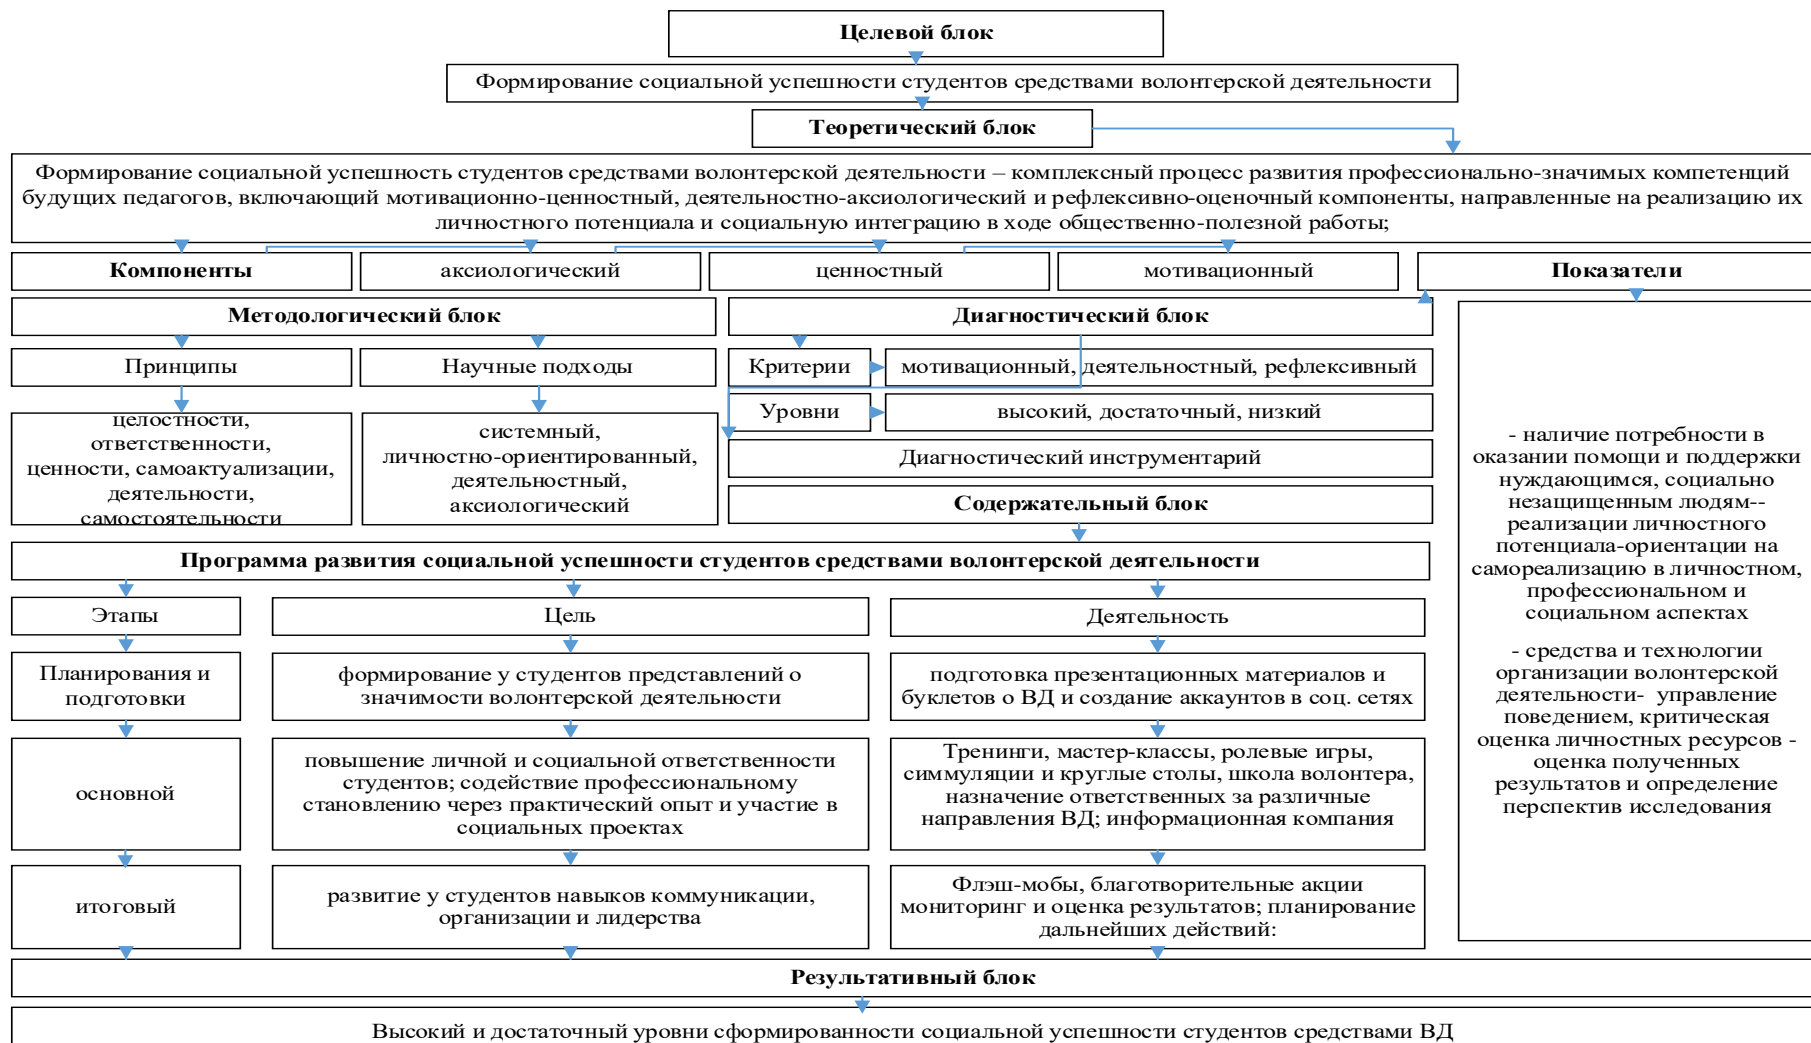 Целевой блок
Формирование социальной успешности студентов средствами волонтерской деятельности
Теоретический блок
Формирование социальной успешность студентов средствами волонтерской деятельности – комплексный процесс развития профессионально-значимых компетенций
будущих педагогов, включающий мотивационно-ценностный, деятельностно-аксиологический и рефлексивно-оценочный компоненты, направленные на реализацию их
личностного потенциала и социальную интеграцию в ходе общественно-полезной работы;
Компоненты
аксиологический
ценностный
мотивационный
Показатели
Методологический блок
Диагностический блок
Принципы
Научные подходы
Критерии
мотивационный, деятельностный, рефлексивный
Уровни
высокий, достаточный, низкий
целостности,
ответственности,
ценности, самоактуализации,
деятельности,
самостоятельности
системный,
личностно-ориентированный,
деятельностный,
аксиологический
Диагностический инструментарий
Содержательный блок
- наличие потребности в
оказании помощи и поддержки
нуждающимся, социально
незащищенным людям--
реализации личностного
потенциала-ориентации на
самореализацию в личностном,
профессиональном и
социальном аспектах
- средства и технологии
организации волонтерской
деятельности- управление
поведением, критическая
оценка личностных ресурсов -
оценка полученных
результатов и определение
перспектив исследования
Программа развития социальной успешности студентов средствами волонтерской деятельности
Этапы
Цель
Деятельность
Планирования и
подготовки
формирование у студентов представлений о
значимости волонтерской деятельности
подготовка презентационных материалов и
буклетов о ВД и создание аккаунтов в соц. сетях
основной
повышение личной и социальной ответственности
студентов; содействие профессиональному
становлению через практический опыт и участие в
социальных проектах
Тренинги, мастер-классы, ролевые игры,
симмуляции и круглые столы, школа волонтера,
назначение ответственных за различные
направления ВД; информационная компания
итоговый
развитие у студентов навыков коммуникации,
организации и лидерства
Флэш-мобы, благотворительные акции
мониторинг и оценка результатов; планирование
дальнейших действий:
Результативный блок
Высокий и достаточный уровни сформированности социальной успешности студентов средствами ВД